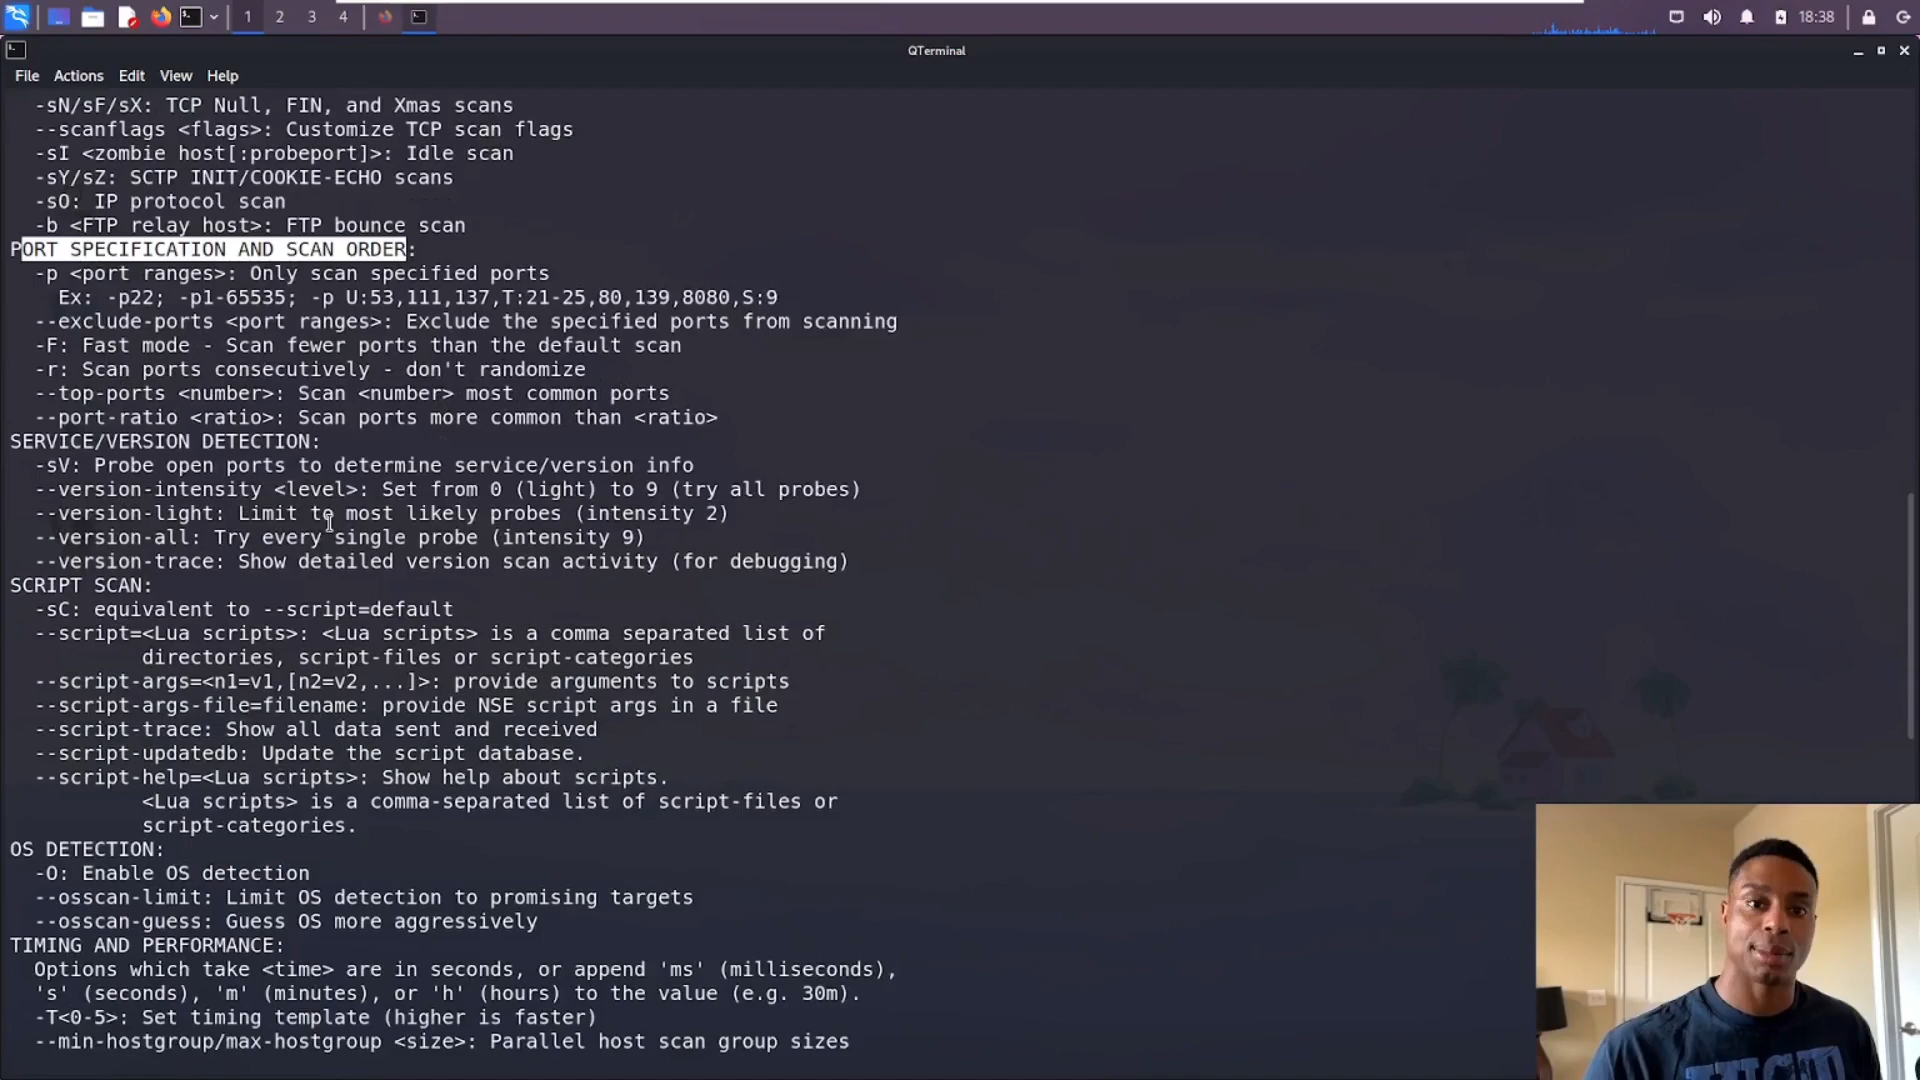 1 2 3 4 18:38
QTerminal
File Actions Edit View Help
-sN/sF/sX: TCP Null, FIN, and Xmas scans
--scanflags <flags>: Customize TCP scan flags
-sI <zombie host[:probeport]>: Idle scan
-sY/sZ: SCTP INIT/COOKIE-ECHO scans
-sO: IP protocol scan
-b <FTP relay host>: FTP bounce scan
PORT SPECIFICATION AND SCAN ORDER:
-p <port ranges>: Only scan specified ports
Ex: -p22; -p1-65535; -p U:53,111,137,T:21-25,80,139,8080,S:9
--exclude-ports <port ranges>: Exclude the specified ports from scanning
-F: Fast mode - Scan fewer ports than the default scan
-r: Scan ports consecutively - don't randomize
--top-ports <number>: Scan <number> most common ports
--port-ratio <ratio>: Scan ports more common than <ratio>
SERVICE/VERSION DETECTION:
-sV: Probe open ports to determine service/version info
--version-intensity <level>: Set from 0 (light) to 9 (try all probes)
--version-light: Limit to most likely probes (intensity 2)
--version-all: Try every single probe (intensity 9)
--version-trace: Show detailed version scan activity (for debugging)
SCRIPT SCAN:
-sC: equivalent to --script=default
--script=<Lua scripts>: <Lua scripts> is a comma separated list of
directories, script-files or script-categories
--script-args=<n1=v1,[n2=v2,...]>: provide arguments to scripts
--script-args-file=filename: provide NSE script args in a file
--script-trace: Show all data sent and received
--script-updatedb: Update the script database.
--script-help=<Lua scripts>: Show help about scripts.
<Lua scripts> is a comma-separated list of script-files or
script-categories.
OS DETECTION:
-O: Enable OS detection
--osscan-limit: Limit OS detection to promising targets
--osscan-guess: Guess OS more aggressively
TIMING AND PERFORMANCE:
Options which take <time> are in seconds, or append 'ms' (milliseconds),
's' (seconds), 'm' (minutes), or 'h' (hours) to the value (e.g. 30m).
-T<0-5>: Set timing template (higher is faster)
--min-hostgroup/max-hostgroup <size>: Parallel host scan group sizes